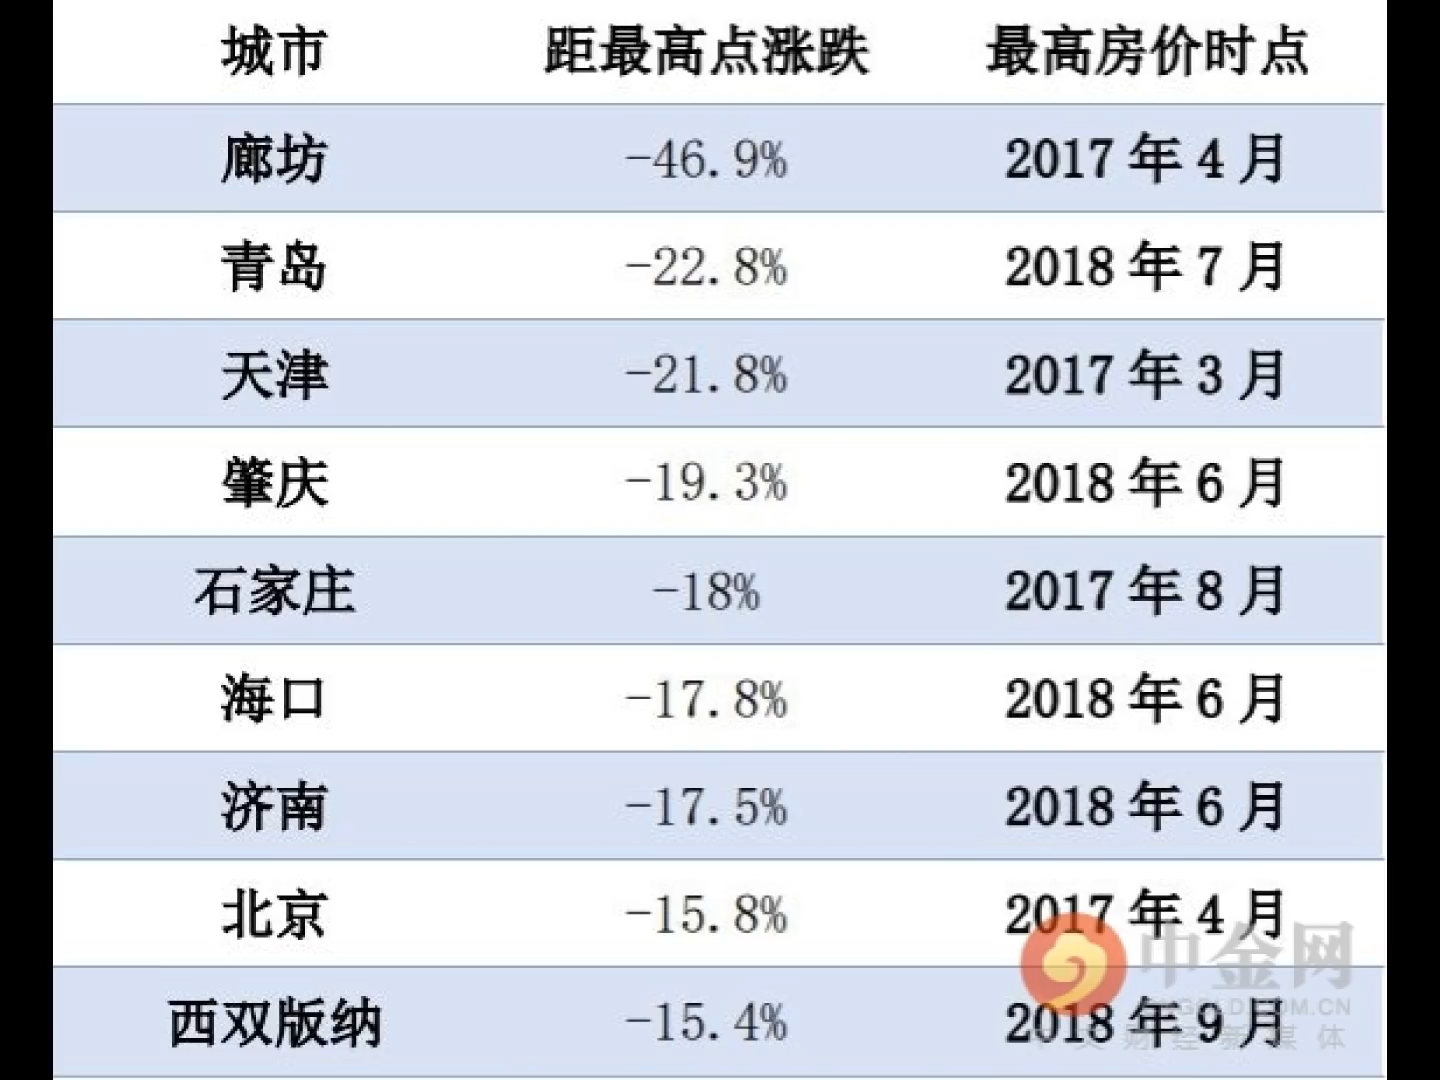 城市 距最高点涨跌 最高房价时点
廊坊 -46.9% 2017年4月
青岛 -22.8% 2018年7月
天津 -21.8% 2017年3月
肇庆 -19.3% 2018年6月
石家庄 -18% 2017年8月
海口 -17.8% 2018年6月
济南 -17.5% 2018年6月
北京 -15.8% 2017年4月
中金网
西双版纳 -15.4% 2018年9月